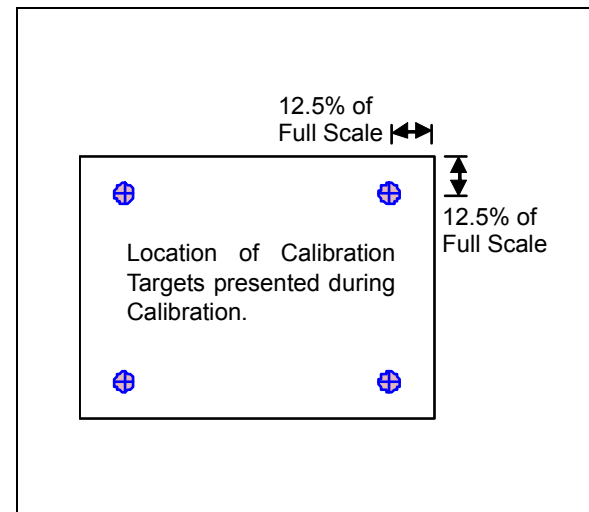 12.5% of
Full Scale
12.5% of
Full Scale
Location of Calibration
Targets presented during
Calibration.